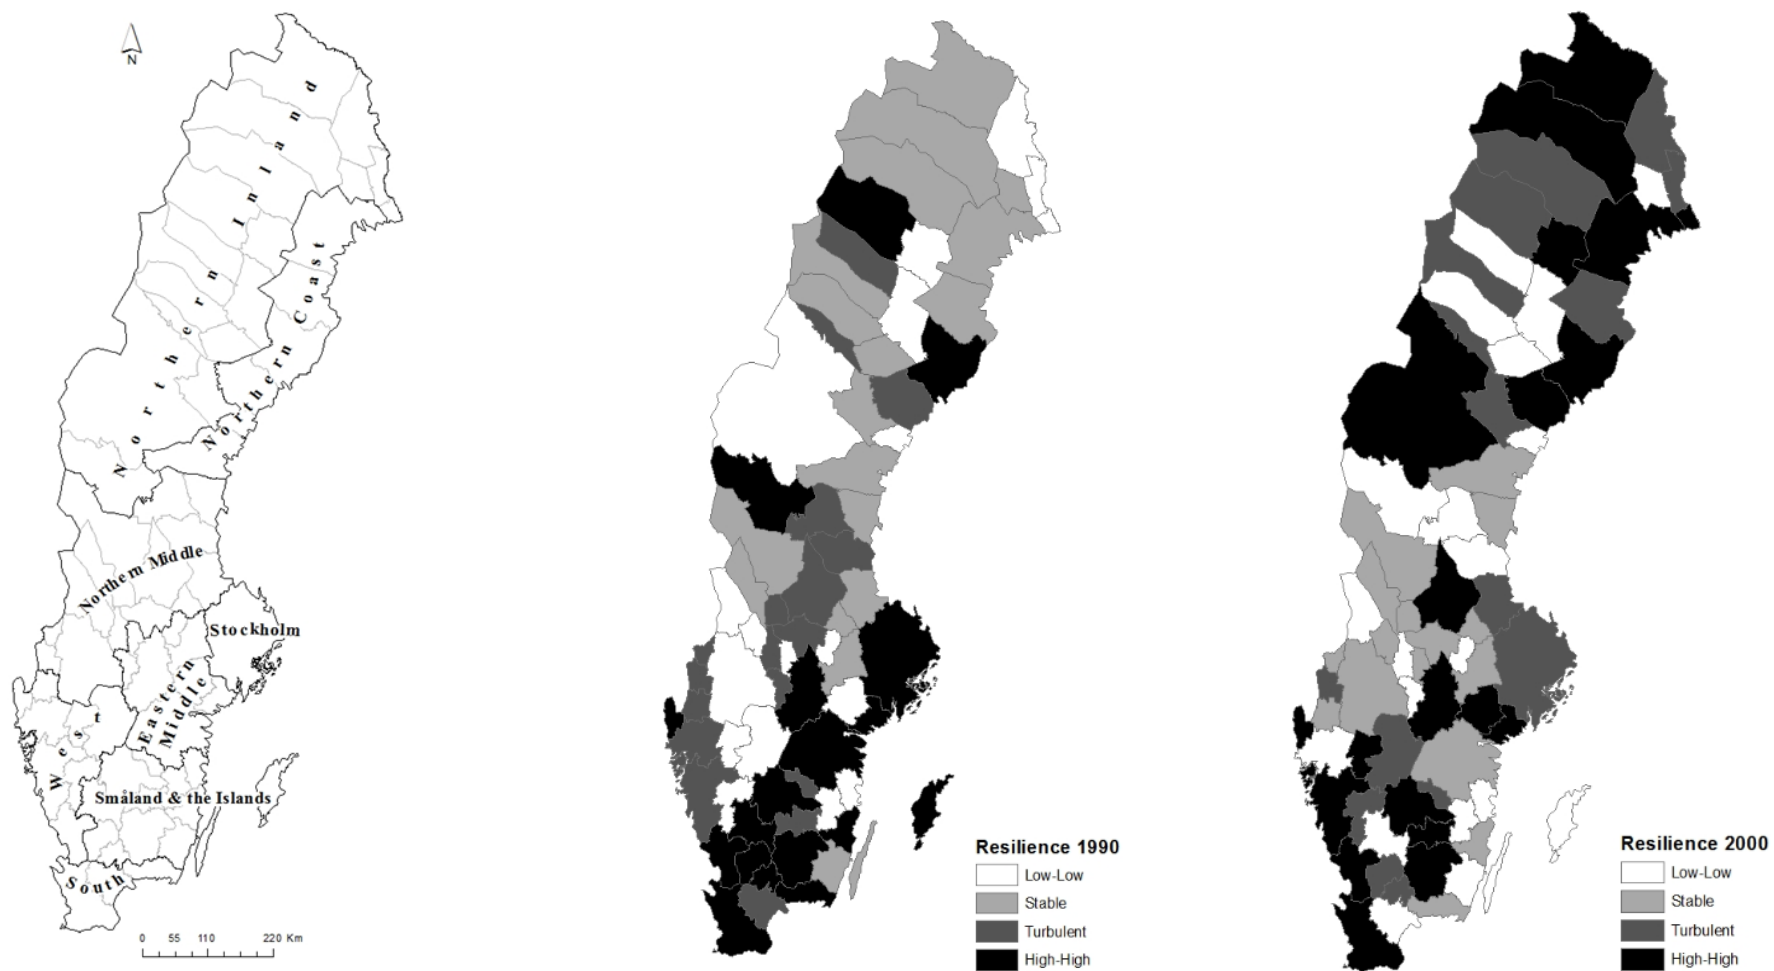 N
Northern Inland
Northern Coast
Northern Middle
Stockholm
Eastern
Middle
West
Småland & the Islands
South
0 55 110 220 Km
Resilience 1990
Low-Low
Stable
Turbulent
High-High
Resilience 2000
Low-Low
Stable
Turbulent
High-High